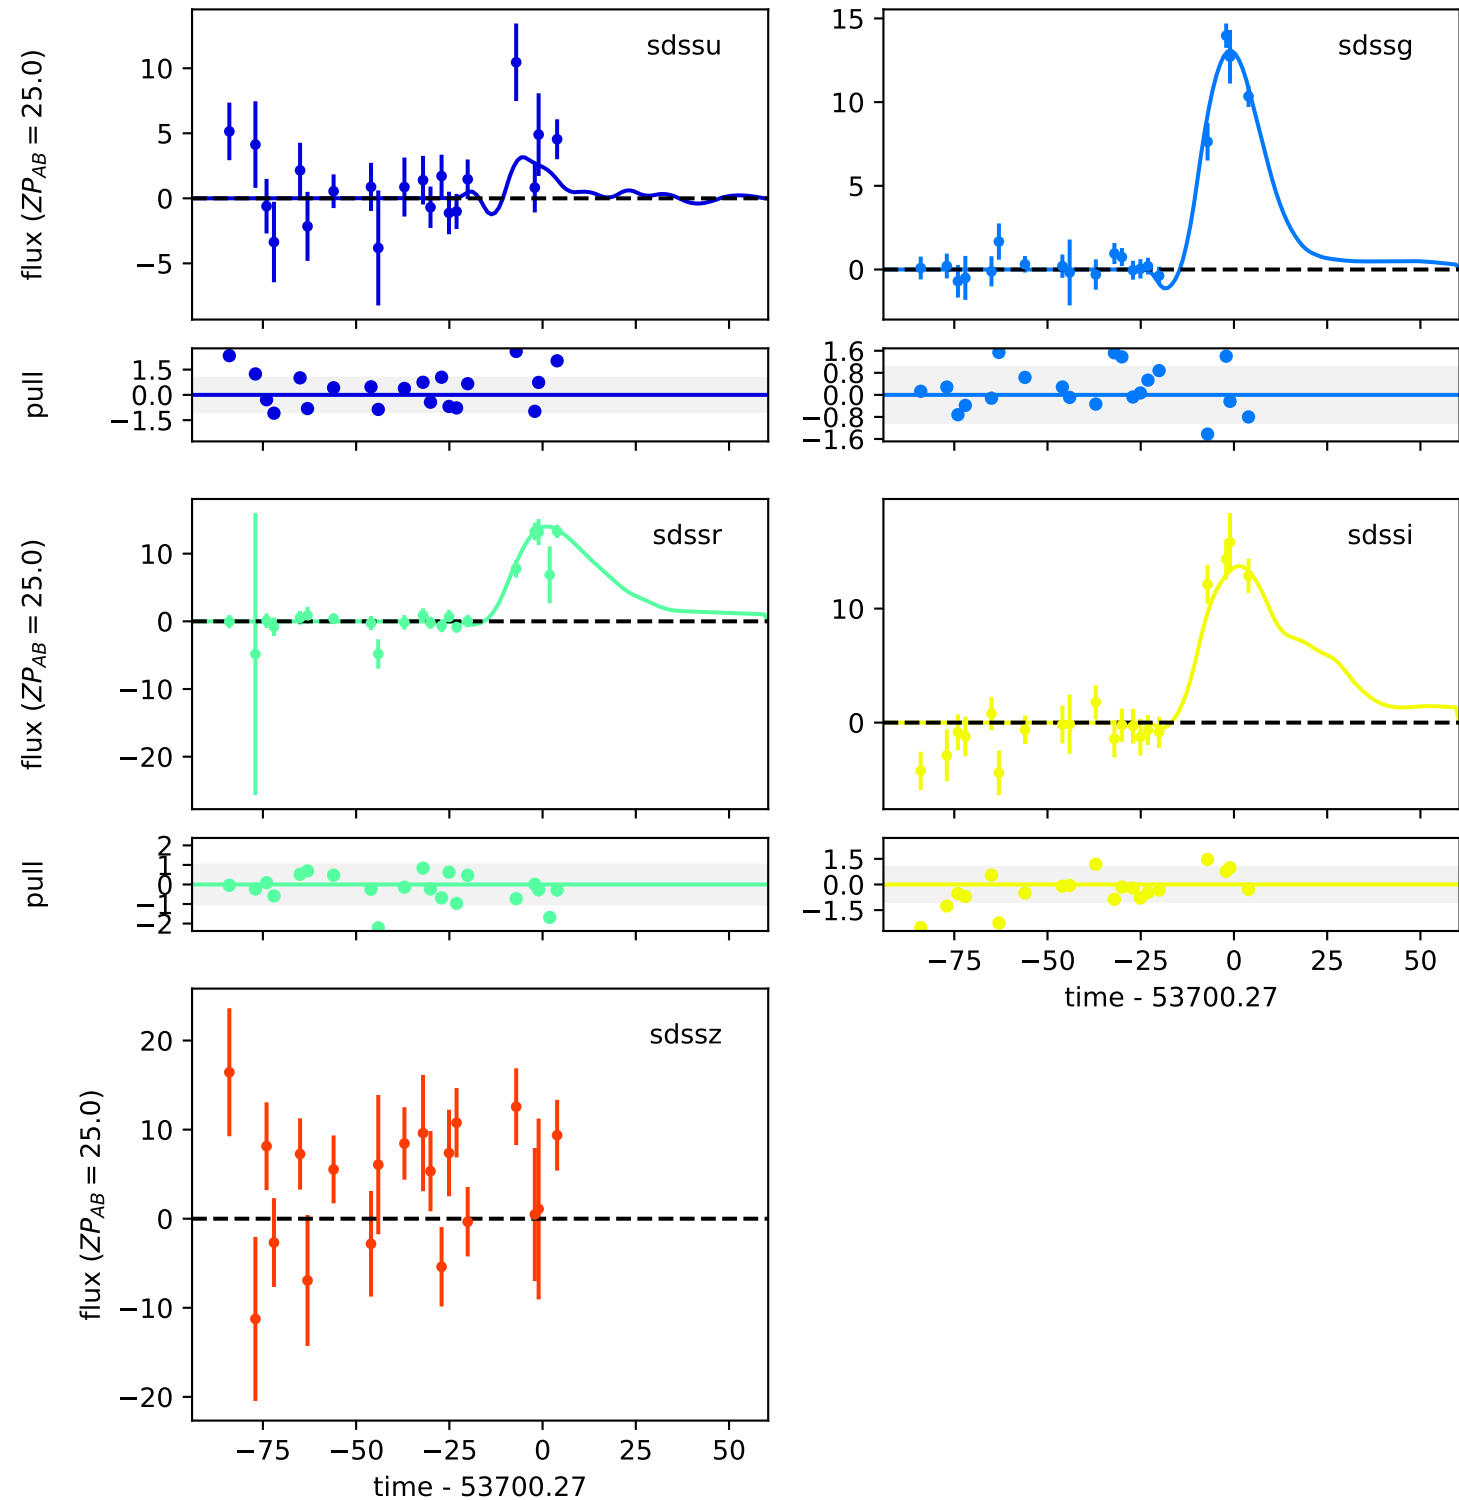 sdssu
flux (ZP_AB = 25.0)
10
5
0
−5
sdssg
15
10
5
0
pull
1.5
0.0
−1.5
1.6
0.8
0.0
−0.8
−1.6
sdssr
flux (ZP_AB = 25.0)
10
0
−10
−20
sdssi
10
0
pull
2
1
0
−1
−2
1.5
0.0
−1.5
−75 −50 −25 0 25 50
time - 53700.27
sdssz
flux (ZP_AB = 25.0)
20
10
0
−10
−20
−75 −50 −25 0 25 50
time - 53700.27